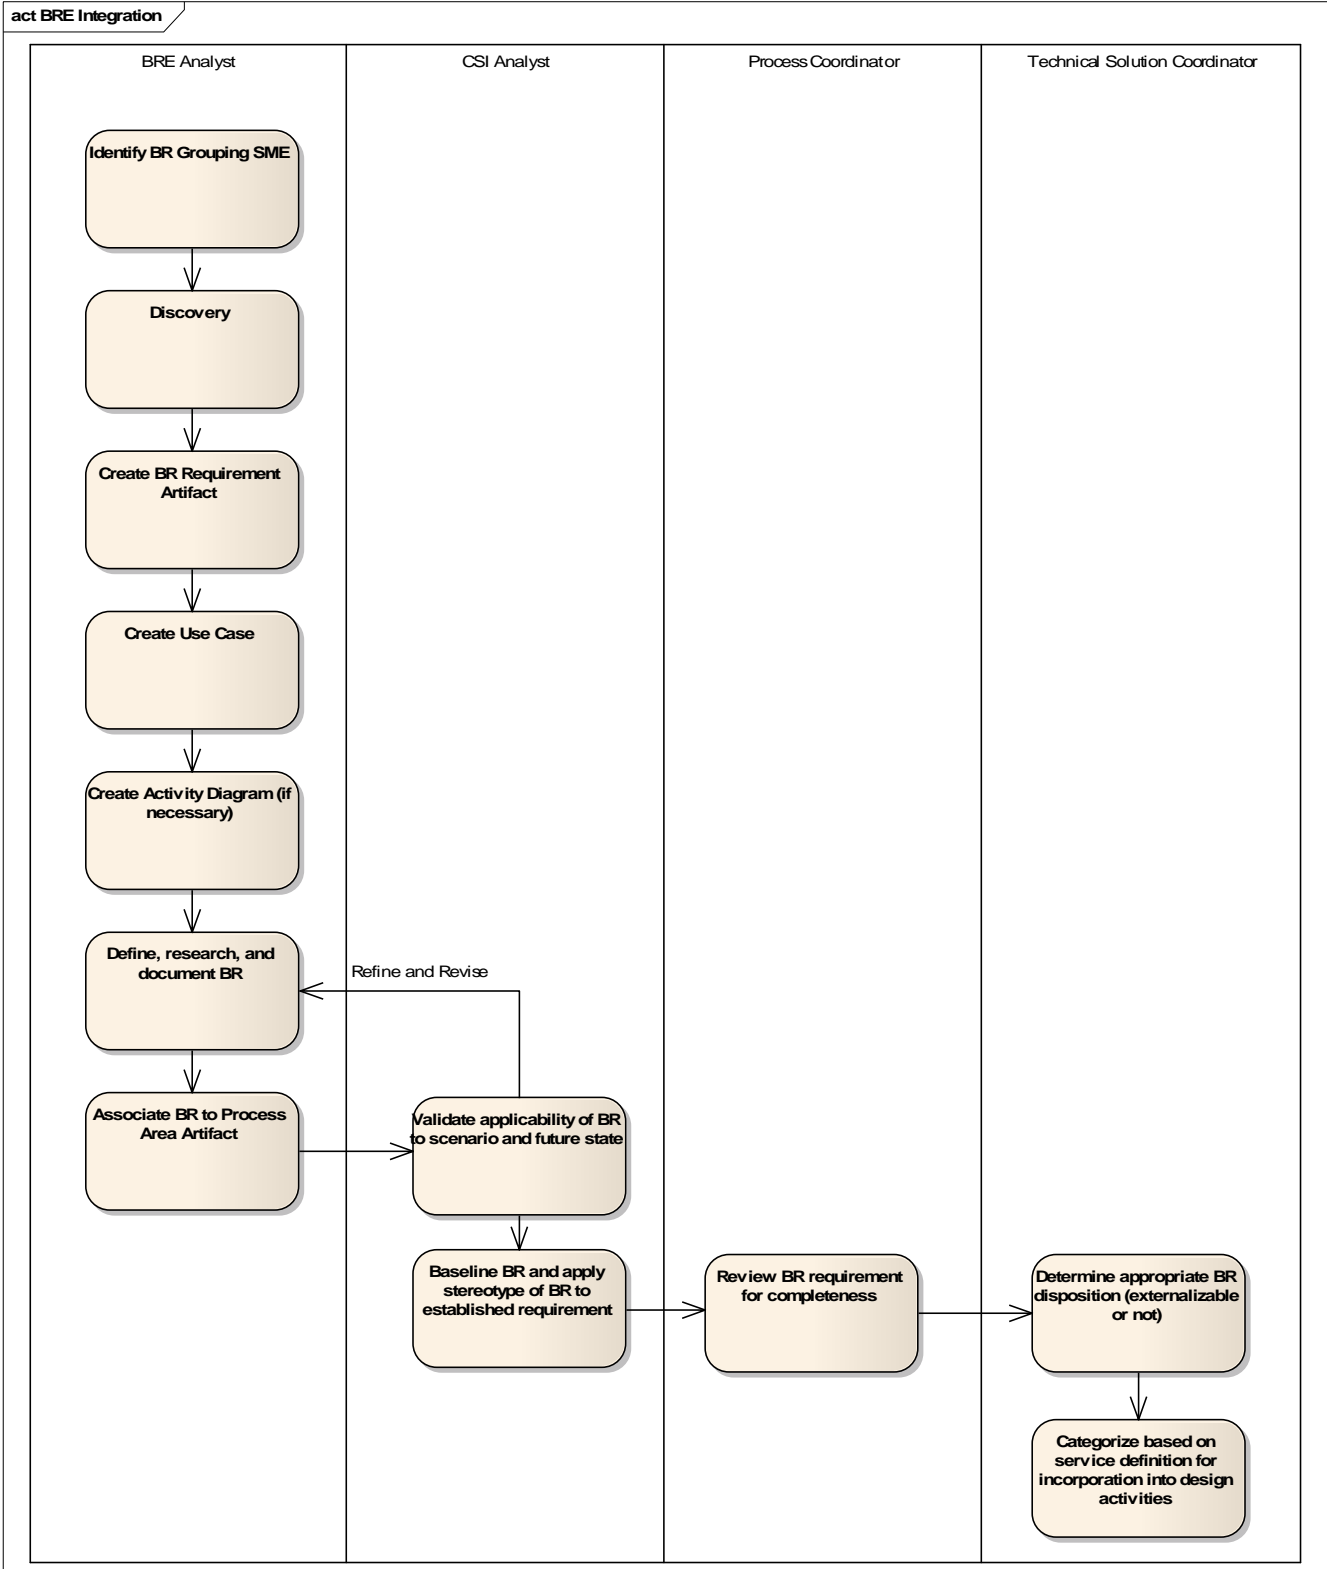 act BRE Integration
BRE Analyst
CSI Analyst
Process Coordinator
Technical Solution Coordinator
Identify BR Grouping SME
Discovery
Create BR Requirement
Artifact
Create Use Case
Create Activity Diagram (if
necessary)
Define, research, and
document BR
Refine and Revise
Associate BR to Process
Area Artifact
Validate applicability of BR
to scenario and future state
Baseline BR and apply
stereotype of BR to
established requirement
Review BR requirement
for completeness
Determine appropriate BR
disposition (externalizable
or not)
Categorize based on
service definition for
incorporation into design
activities